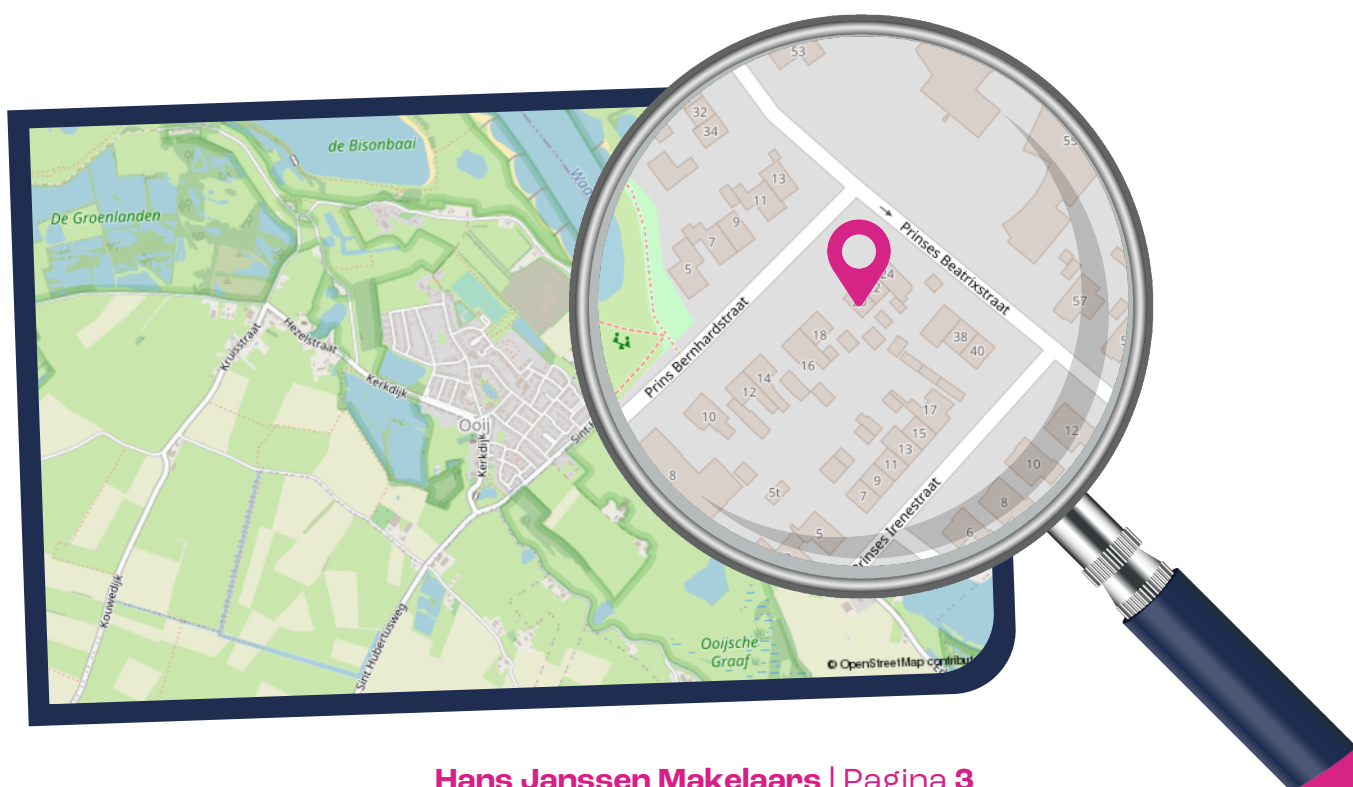 de Bisonbaai
De Groenlanden
Kruisstraat
Hezelstraat
Kerkdijk
Ooij
Kerkdijk
Kouwedijk
Sint Hubertusweg
Ooijsche
Graaf
© OpenStreetMap
53
32
34
13
11
9
7
5
55
Prinses Beatrixstraat
24
57
Prins Bernhardstraat
18
16
14
12
10
38
40
8
5t
5
17
15
13
11
9
7
12
10
8
6
Prinses Irenestraat
Hans Janssen Makelaars | Pagina 3